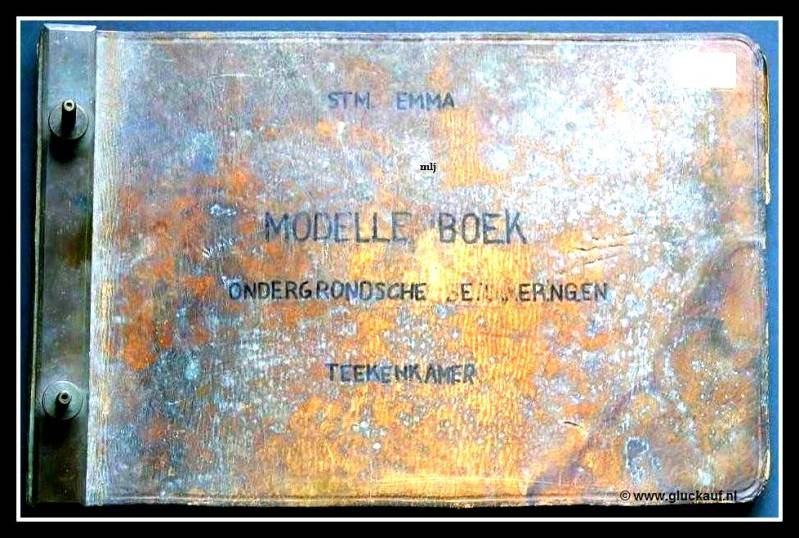 STM EMMA
mlj
MODELLE BOEK
ONDERGRONDSCHE
TEEKENKAMER
© www.gluckauf.nl